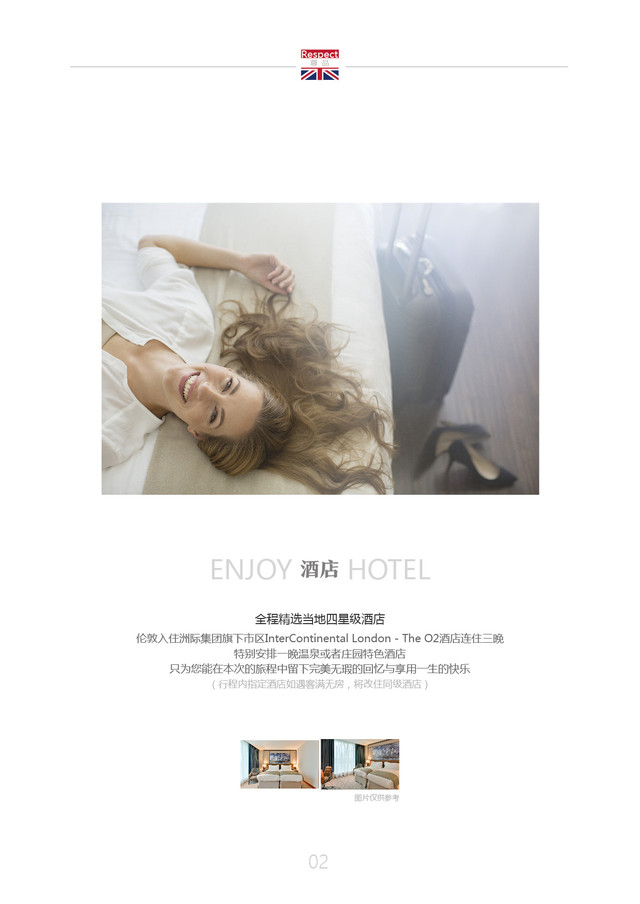 Respect
尊 品
ENJOY 酒店 HOTEL
全程精选当地四星级酒店
伦敦入住洲际集团旗下市区InterContinental London - The O2酒店连住三晚
特别安排一晚温泉或者庄园特色酒店
只为您能在本次的旅程中留下完美无瑕的回忆与享用一生的快乐
（行程内指定酒店如遇客满无房，将改住同级酒店）
图片仅供参考
02